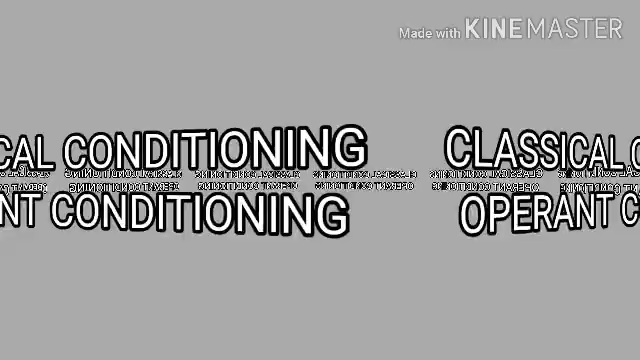 Made with KINEMASTER
CAL CONDITIONING CLASSICAL C
NT CONDITIONING OPERANT C